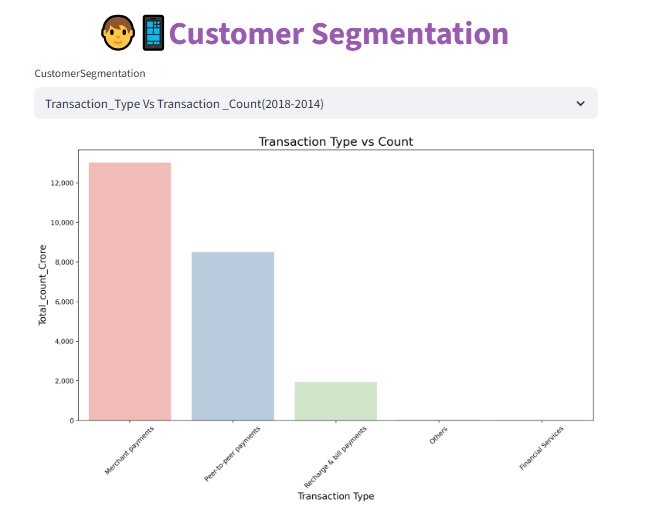 Customer Segmentation
CustomerSegmentation
Transaction_Type Vs Transaction _Count(2018-2014)
Transaction Type vs Count
Total_count_Crore
12,000
10,000
8,000
6,000
4,000
2,000
0
Merchant payments
Peer-to-peer payments
Recharge & bill payments
Others
Financial Services
Transaction Type